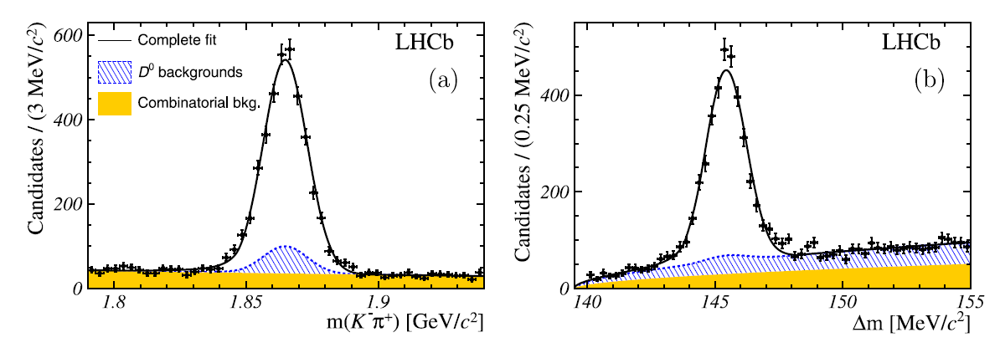 Candidates / (3 MeV/c²)
600
400
200
0
Complete fit
D⁰ backgrounds
Combinatorial bkg.
LHCb
(a)
1.8 1.85 1.9
m(K⁻π⁺) [GeV/c²]
Candidates / (0.25 MeV/c²)
400
200
0
LHCb
(b)
140 145 150 155
Δm [MeV/c²]